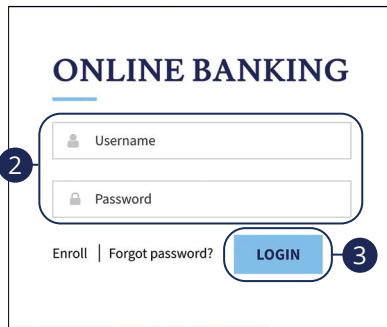 ONLINE BANKING
2
Username
Password
Enroll | Forgot password? LOGIN 3